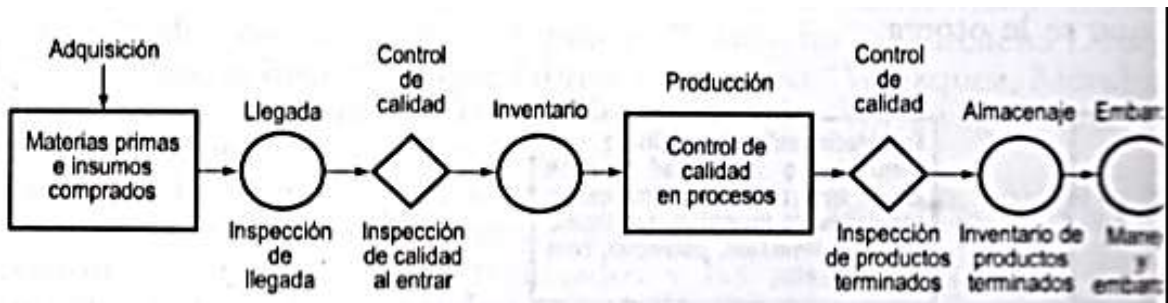 Adquisición
Materias primas
e insumos
comprados
Llegada
Inspección
de
llegada
Control
de
calidad
Inspección
de calidad
al entrar
Inventario
Producción
Control de
calidad
en procesos
Control
de
calidad
Inspección
de productos
terminados
Almacenaje
Inventario de
productos
terminados
y